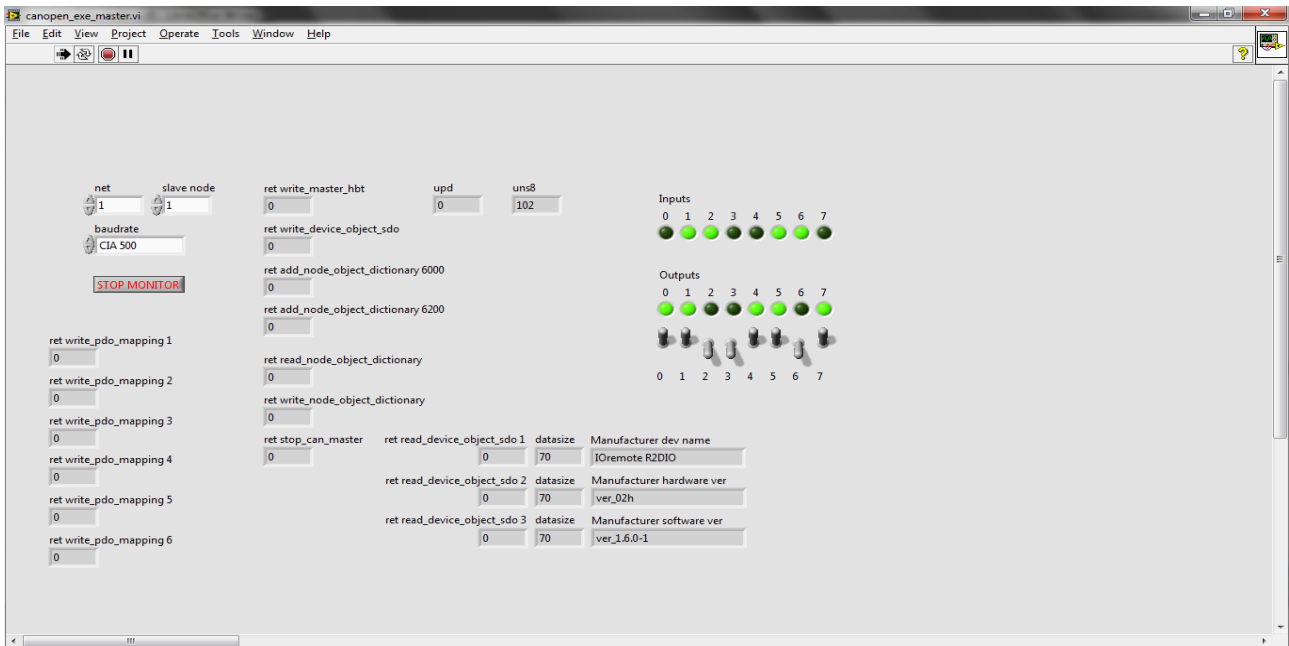 canopen_exe_master.vi
File Edit View Project Operate Tools Window Help
net slave node ret write_master_hbt upd uns8
1 1 0 0 102
Inputs
0 1 2 3 4 5 6 7
baudrate ret write_device_object_sdo
CIA 500 0
ret add_node_object_dictionary 6000
0
Outputs
0 1 2 3 4 5 6 7
STOP MONITOR
ret add_node_object_dictionary 6200
0
ret write_pdo_mapping 1
0
ret read_node_object_dictionary
0
0 1 2 3 4 5 6 7
ret write_pdo_mapping 2
0
ret write_node_object_dictionary
0
ret write_pdo_mapping 3
0
ret stop_can_master ret read_device_object_sdo 1 datasize Manufacturer dev name
0 0 70 IOremote R2DIO
ret write_pdo_mapping 4
0
ret read_device_object_sdo 2 datasize Manufacturer hardware ver
0 70 ver_02h
ret write_pdo_mapping 5
0
ret read_device_object_sdo 3 datasize Manufacturer software ver
0 70 ver_1.6.0-1
ret write_pdo_mapping 6
0